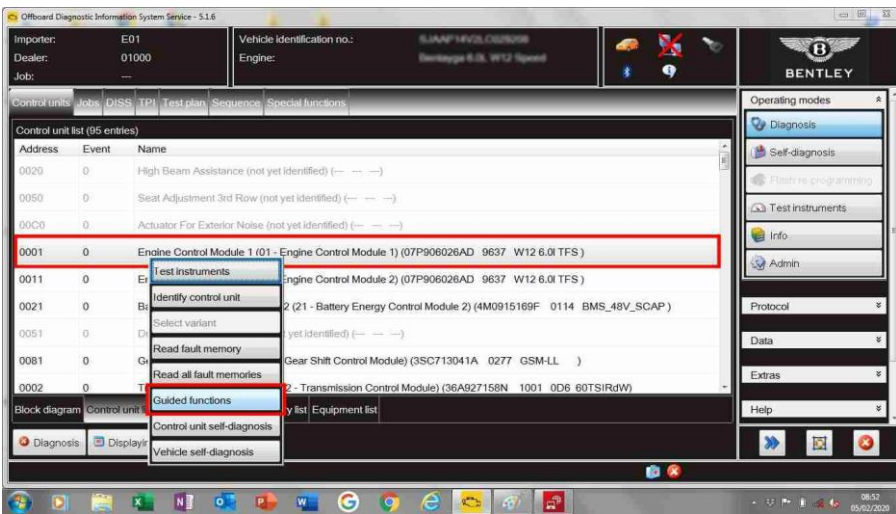 Offboard Diagnostic Information System Service - 5.1.6
Importer: E01
Dealer: 01000
Job: ---
Vehicle identification no.:
Engine: Bentayga 6.0L W12 Speed
BENTLEY
Control units Jobs DISS TPI Test plan Sequence Special functions
Control unit list (95 entries)
Address Event Name
0020 0 High Beam Assistance (not yet identified) (--- --- ---)
0050 0 Seat Adjustment 3rd Row (not yet identified) (--- --- ---)
00C0 0 Actuator For Exterior Noise (not yet identified) (--- --- ---)
0001 0 Engine Control Module 1 (01 - Engine Control Module 1) (07P906026AD 9637 W12 6.0l TFS )
0011 0 Engine Control Module 2) (07P906026AD 9637 W12 6.0l TFS )
0021 0 2 (21 - Battery Energy Control Module 2) (4M0915169F 0114 BMS_48V_SCAP )
0051 0 yet identified) (--- --- ---)
0081 0 Gear Shift Control Module) (3SC713041A 0277 GSM-LL )
0002 0 2 - Transmission Control Module) (36A927158N 1001 0D6 60TSIRdW)
Test instruments
Identify control unit
Select variant
Read fault memory
Read all fault memories
Guided functions
Control unit self-diagnosis
Vehicle self-diagnosis
Block diagram Control unit list Equipment list
Diagnosis
Operating modes
Diagnosis
Self-diagnosis
Flash/re-programming
Test instruments
Info
Admin
Protocol
Data
Extras
Help
08:52
05/02/2020